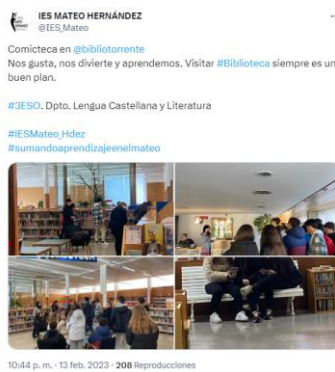 IES MATEO HERNÁNDEZ
@IES_Mateo
Comicteca en @bibliotorrente
Nos gusta, nos divierte y aprendemos. Visitar #Biblioteca siempre es un
buen plan.
#3ESO. Dpto. Lengua Castellana y Literatura
#IESMateo_Hdez
#sumandoaprendizajeenelmateo
10:44 p. m. · 13 feb. 2023 · 208 Reproducciones